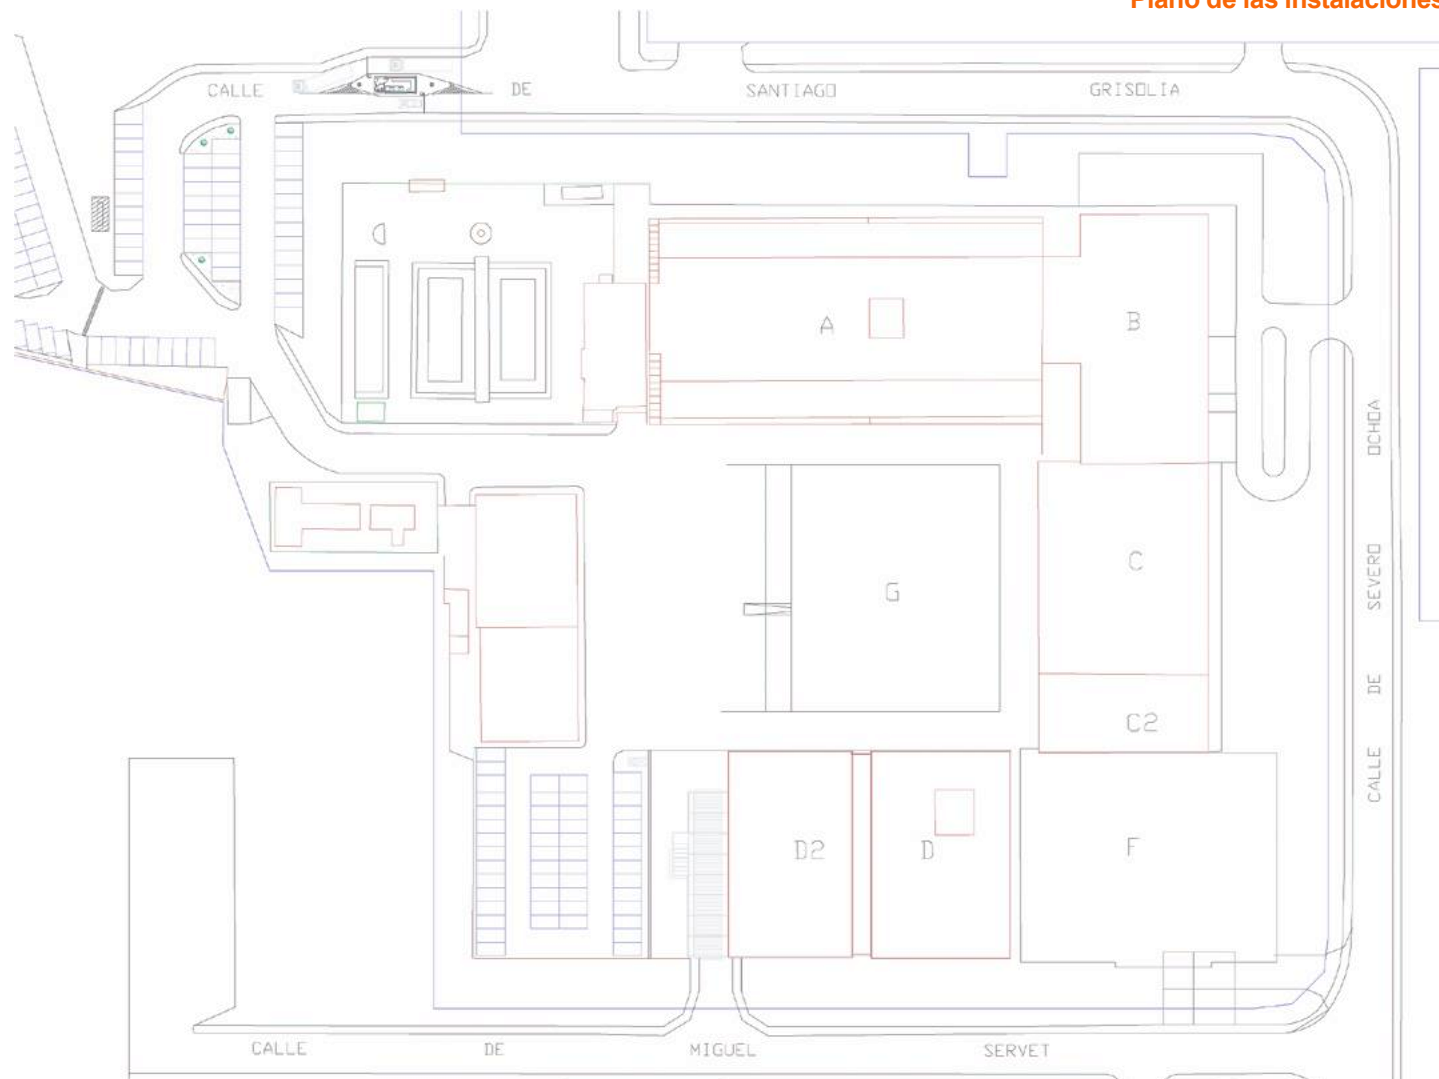 Plano de las Instalaciones
CALLE DE SANTIAGO GRISOLIA
A
B
CALLE DE SEVERO OCHOA
G
C
C2
D2
D
F
CALLE DE MIGUEL SERVET